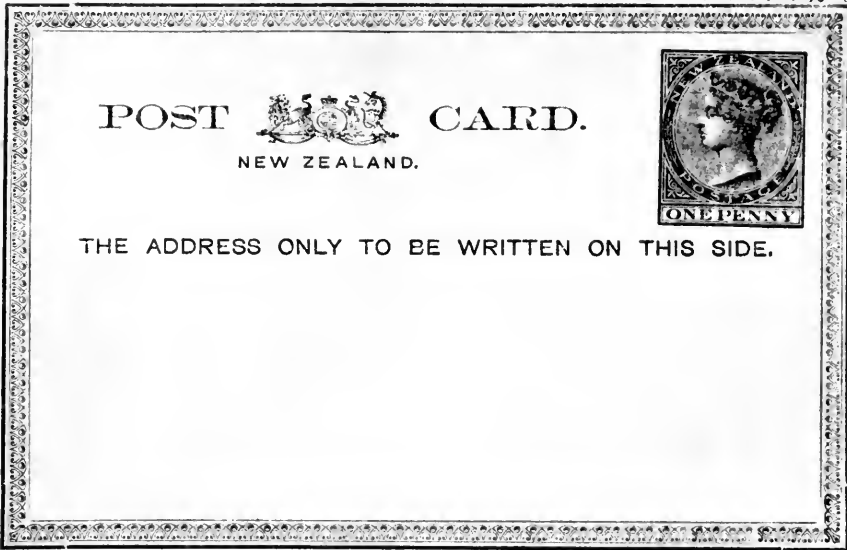 POST CARD.
NEW ZEALAND.
NEW ZEALAND
POSTAGE
ONE PENNY
THE ADDRESS ONLY TO BE WRITTEN ON THIS SIDE.